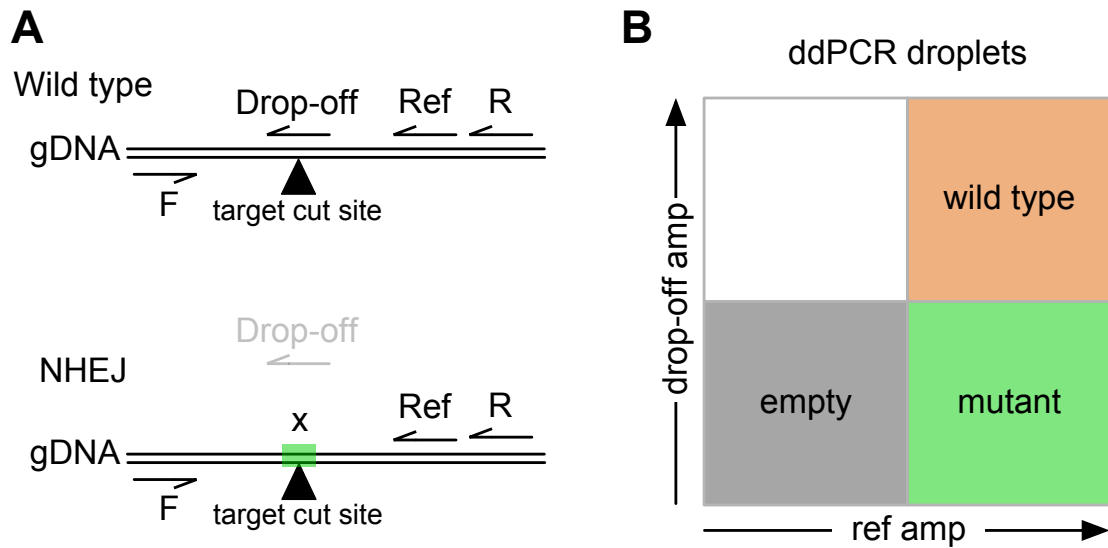 A
Wild type
Drop-off
Ref
R
gDNA
F
target cut site
Drop-off
NHEJ
x
Ref
R
gDNA
F
target cut site
B
ddPCR droplets
drop-off amp
wild type
empty
mutant
ref amp